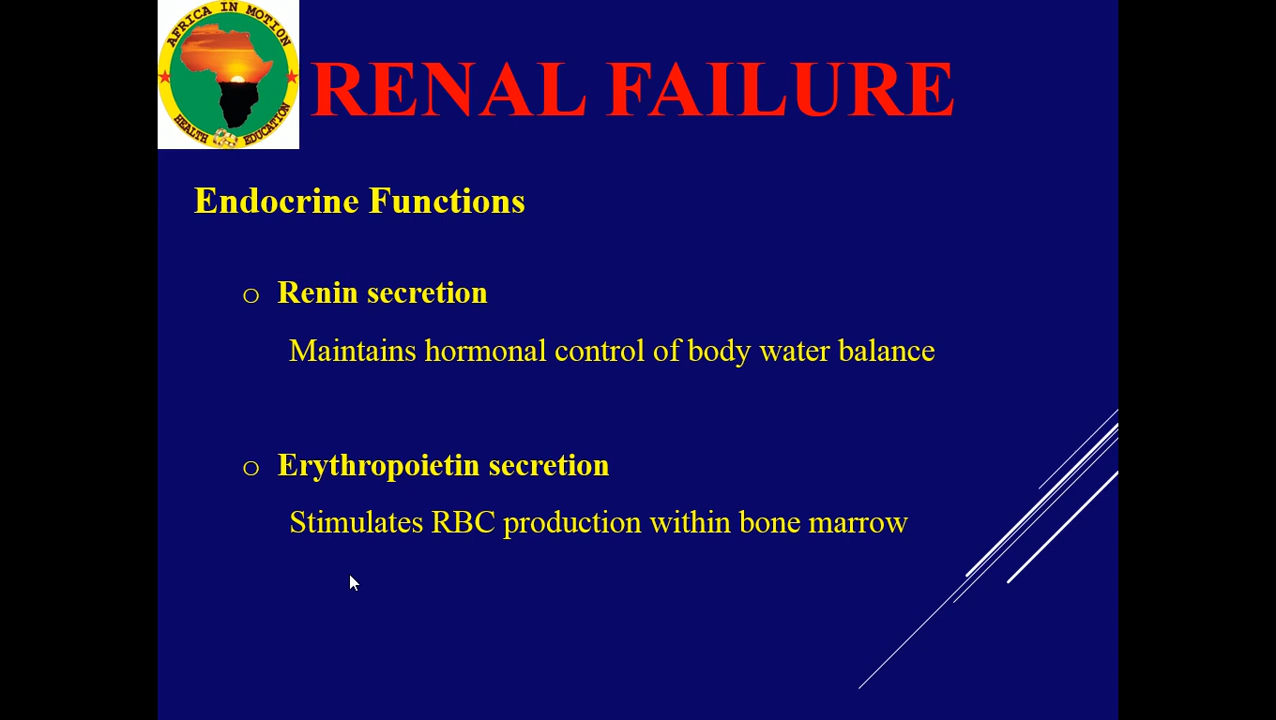 AFRICA IN MOTION
HEALTH EDUCATION
RENAL FAILURE
Endocrine Functions
o Renin secretion
Maintains hormonal control of body water balance
o Erythropoietin secretion
Stimulates RBC production within bone marrow